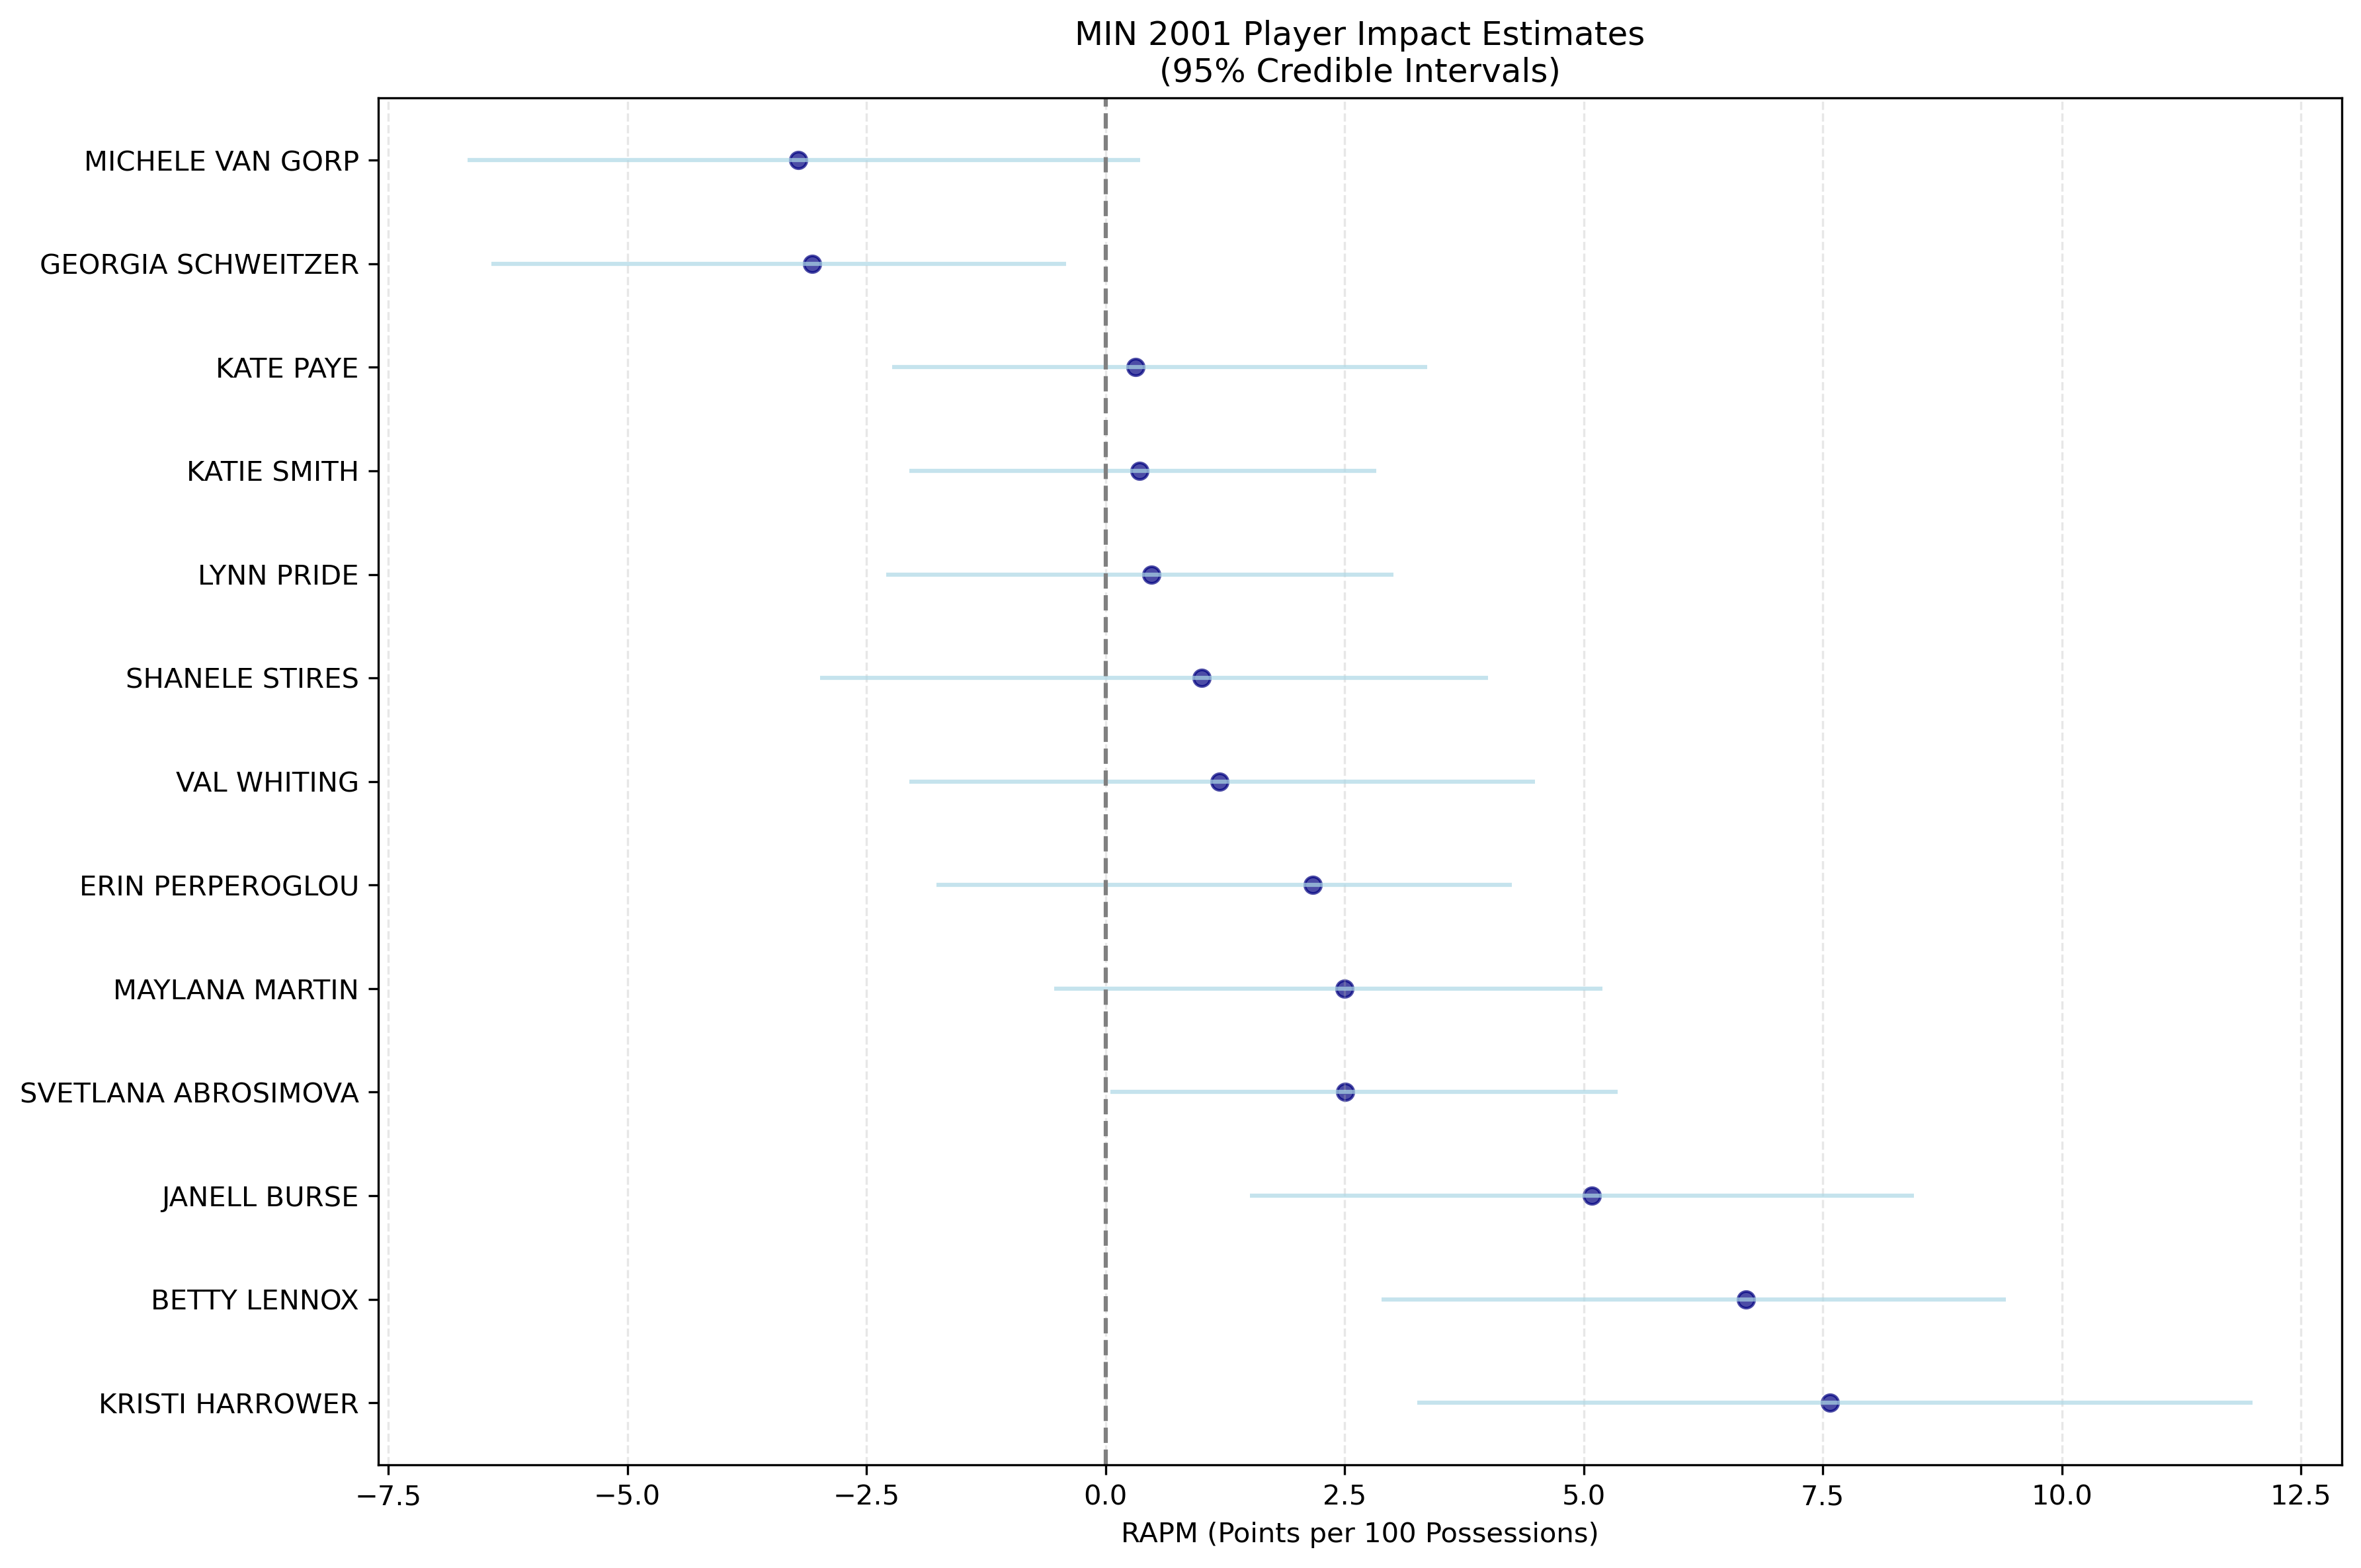 MIN 2001 Player Impact Estimates
(95% Credible Intervals)
MICHELE VAN GORP
GEORGIA SCHWEITZER
KATE PAYE
KATIE SMITH
LYNN PRIDE
SHANELE STIRES
VAL WHITING
ERIN PERPEROGLOU
MAYLANA MARTIN
SVETLANA ABROSIMOVA
JANELL BURSE
BETTY LENNOX
KRISTI HARROWER
−7.5 −5.0 −2.5 0.0 2.5 5.0 7.5 10.0 12.5
RAPM (Points per 100 Possessions)